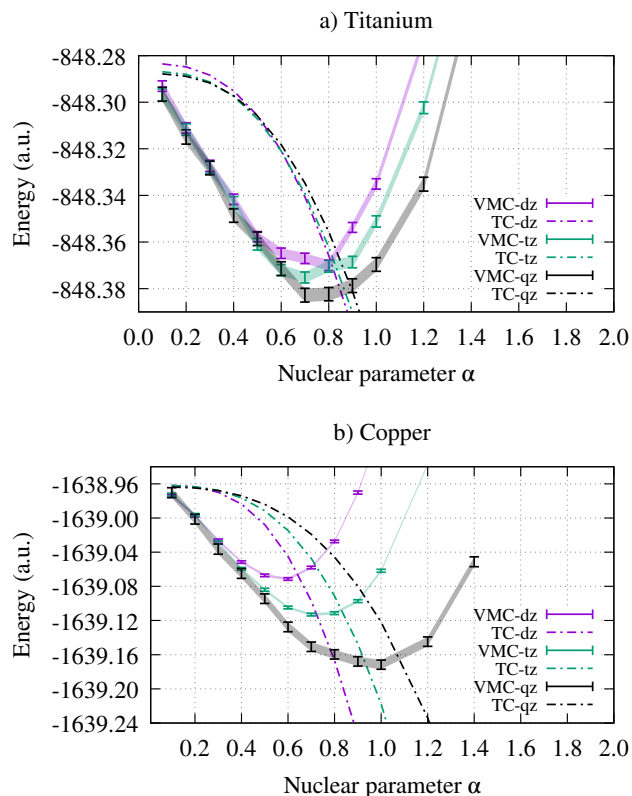 a) Titanium
Energy (a.u.)
-848.28
-848.30
-848.32
-848.34
-848.36
-848.38
0.0 0.2 0.4 0.6 0.8 1.0 1.2 1.4 1.6 1.8 2.0
Nuclear parameter α
VMC-dz
TC-dz
VMC-tz
TC-tz
VMC-qz
TC-qz
b) Copper
Energy (a.u.)
-1638.96
-1639.00
-1639.04
-1639.08
-1639.12
-1639.16
-1639.20
-1639.24
0.2 0.4 0.6 0.8 1.0 1.2 1.4 1.6 1.8 2.0
Nuclear parameter α
VMC-dz
TC-dz
VMC-tz
TC-tz
VMC-qz
TC-qz